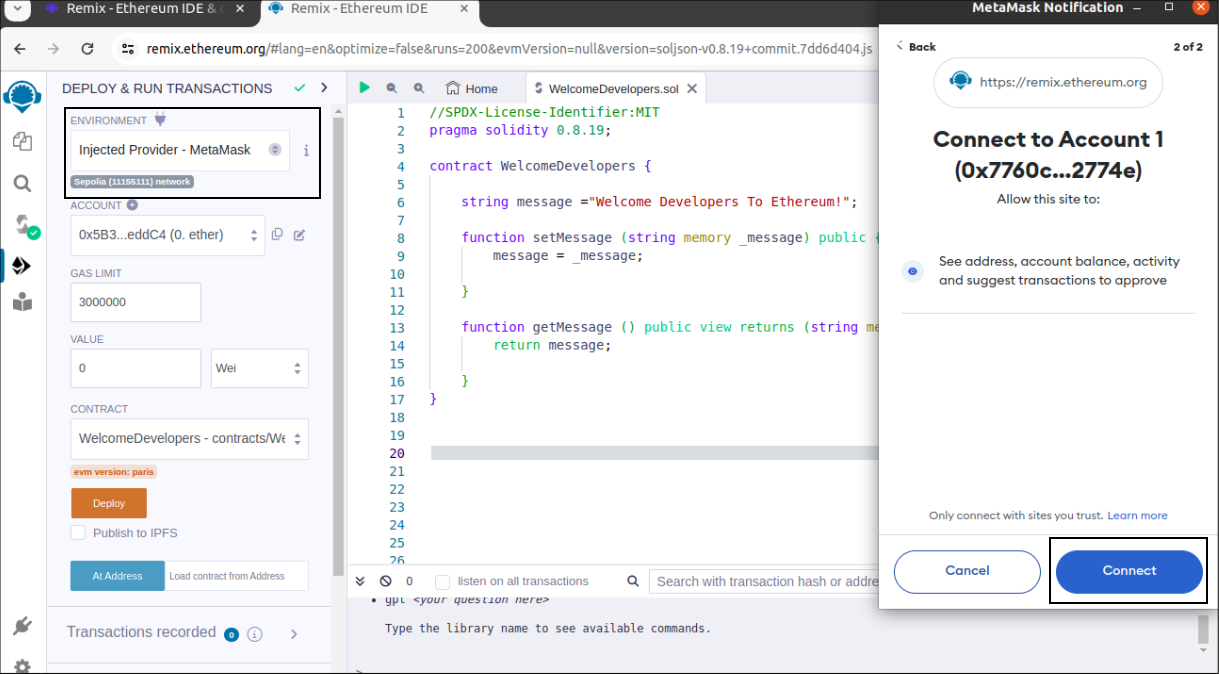 Remix - Ethereum IDE &
Remix - Ethereum IDE
remix.ethereum.org/#lang=en&optimize=false&runs=200&evmVersion=null&version=soljson-v0.8.19+commit.7dd6d404.js
DEPLOY & RUN TRANSACTIONS
ENVIRONMENT
Injected Provider - MetaMask
i
Sepolia (11155111) network
ACCOUNT
0x5B3...eddC4 (0. ether)
GAS LIMIT
3000000
VALUE
0
Wei
CONTRACT
WelcomeDevelopers - contracts/We
evm version: paris
Deploy
Publish to IPFS
At Address
Load contract from Address
Transactions recorded 0 i
Home
WelcomeDevelopers.sol
1 //SPDX-License-Identifier:MIT
2 pragma solidity 0.8.19;
3
4 contract WelcomeDevelopers {
5
6 string message ="Welcome Developers To Ethereum!";
7
8 function setMessage (string memory _message) public {
9 message = _message;
10
11 }
12
13 function getMessage () public view returns (string me
14 return message;
15
16 }
17 }
18
19
20
21
22
23
24
25
26
0
listen on all transactions
Search with transaction hash or addre
• gpt <your question here>
Type the library name to see available commands.
>
MetaMask Notification
Back
2 of 2
https://remix.ethereum.org
Connect to Account 1
(0x7760c...2774e)
Allow this site to:
See address, account balance, activity
and suggest transactions to approve
Only connect with sites you trust. Learn more
Cancel
Connect